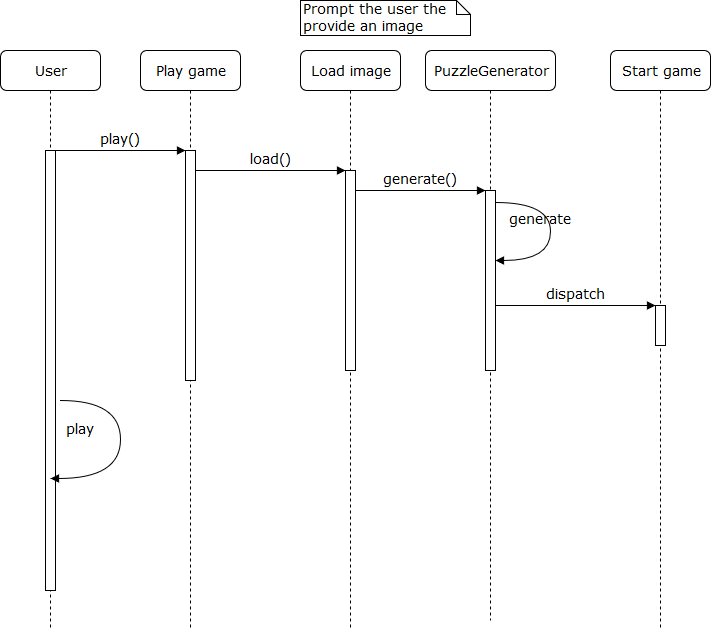 Prompt the user the
provide an image
User
Play game
Load image
PuzzleGenerator
Start game
play()
load()
generate()
generate
dispatch
play